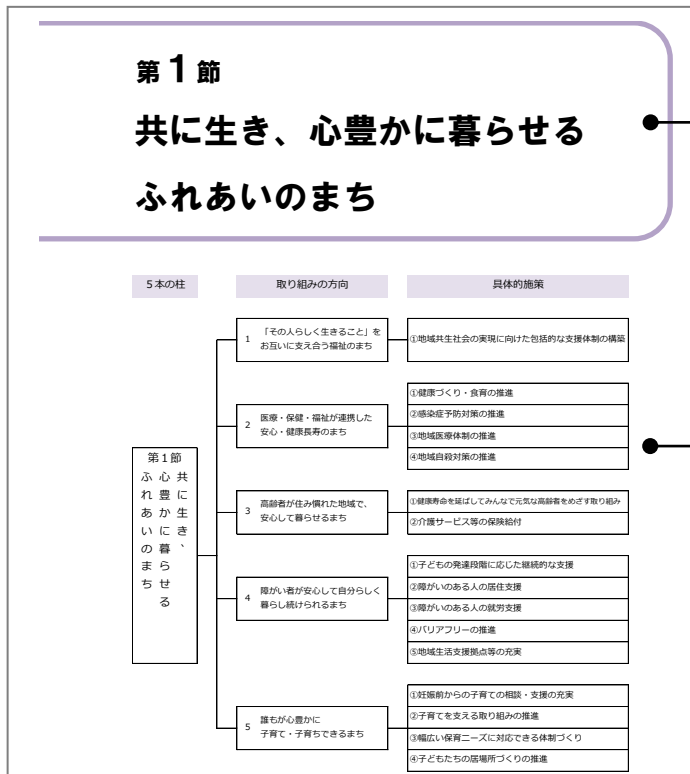 第1節
共に生き、心豊かに暮らせる
ふれあいのまち
5本の柱
取り組みの方向
具体的施策
第1節
共に生き、
心豊かに暮らせる
ふれあいのまち
1 「その人らしく生きること」を
お互いに支え合う福祉のまち
①地域共生社会の実現に向けた包括的な支援体制の構築
2 医療・保健・福祉が連携した
安心・健康長寿のまち
①健康づくり・食育の推進
②感染症予防対策の推進
③地域医療体制の推進
④地域自殺対策の推進
3 高齢者が住み慣れた地域で、
安心して暮らせるまち
①健康寿命を延ばしてみんなで元気な高齢者をめざす取り組み
②介護サービス等の保険給付
4 障がい者が安心して自分らしく
暮らし続けられるまち
①子どもの発達段階に応じた継続的な支援
②障がいのある人の居住支援
③障がいのある人の就労支援
④バリアフリーの推進
⑤地域生活支援拠点等の充実
5 誰もが心豊かに
子育て・子育ちできるまち
①妊娠前からの子育ての相談・支援の充実
②子育てを支える取り組みの推進
③幅広い保育ニーズに対応できる体制づくり
④子どもたちの居場所づくりの推進